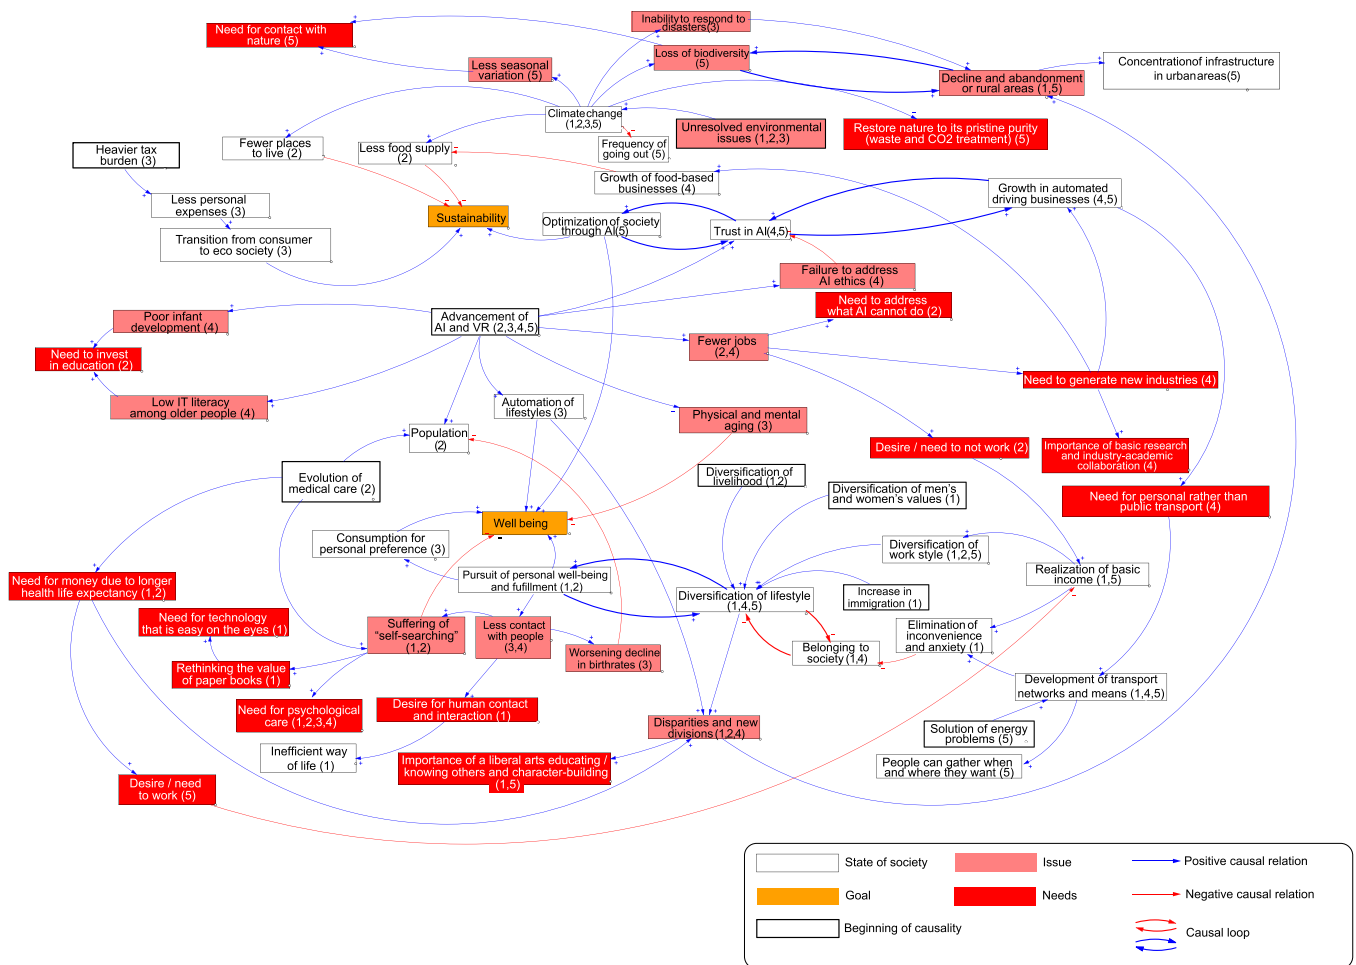 Inability to respond to
disasters(3)
Need for contact with
nature (5)
Loss of biodiversity
(5)
Less seasonal
variation (5)
Decline and abandonment
or rural areas (1,5)
Concentrationof infrastructure
in urban areas(5)
Climate change
(1,2,3,5)
Unresolved environmental
issues (1,2,3)
Restore nature to its pristine purity
(waste and CO2 treatment) (5)
Fewer places
to live (2)
Less food supply
(2)
Frequency of
going out (5)
Heavier tax
burden (3)
Growth of food-based
businesses (4)
Growth in automated
driving businesses (4,5)
Less personal
expenses (3)
Sustainability
Optimization of society
through AI(5)
Trust in AI(4,5)
Transition from consumer
to eco society (3)
Failure to address
AI ethics (4)
Need to address
what AI cannot do (2)
Advancement of
AI and VR (2,3,4,5)
Poor infant
development (4)
Fewer jobs
(2,4)
Need to invest
in education (2)
Need to generate new industries (4)
Low IT literacy
among older people (4)
Automation of
lifestyles (3)
Physical and mental
aging (3)
Population
(2)
Desire / need to not work (2)
Importance of basic research
and industry-academic
collaboration (4)
Evolution of
medical care (2)
Diversification of
livelihood (1,2)
Diversification of men's
and women's values (1)
Need for personal rather than
public transport (4)
Well being
Consumption for
personal preference (3)
Diversification of
work style (1,2,5)
Realization of basic
income (1,5)
Need for money due to longer
health life expectancy (1,2)
Pursuit of personal well-being
and fufillment (1,2)
Diversification of lifestyle
(1,4,5)
Increase in
immigration (1)
Need for technology
that is easy on the eyes (1)
Suffering of
“self-searching”
(1,2)
Less contact
with people
(3,4)
Elimination of
inconvenience
and anxiety (1)
Worsening decline
in birthrates (3)
Belonging to
society (1,4)
Rethinking the value
of paper books (1)
Development of transport
networks and means (1,4,5)
Need for psychological
care (1,2,3,4)
Desire for human contact
and interaction (1)
Disparities and new
divisions (1,2,4)
Solution of energy
problems (5)
Inefficient way
of life (1)
Importance of a liberal arts educating /
knowing others and character-building
(1,5)
People can gather when
and where they want (5)
Desire / need
to work (5)
State of society
Issue
Positive causal relation
Goal
Needs
Negative causal relation
Beginning of causality
Causal loop